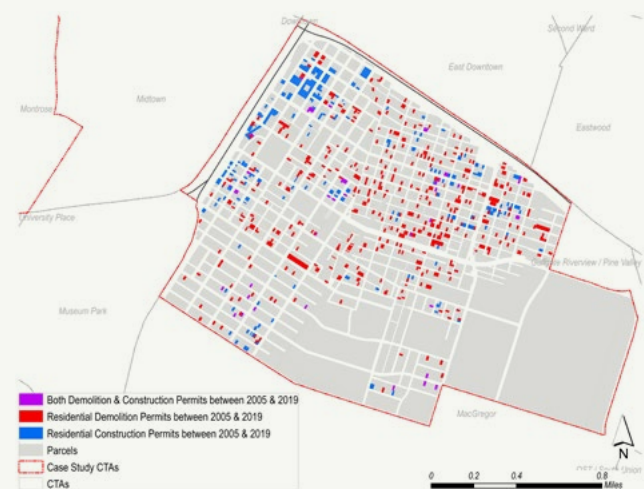 Downtown
Second Ward
East Downtown
Midtown
Montrose
Eastwood
University Place
Riverview / Pine Valley
Museum Park
MacGregor
Both Demolition & Construction Permits between 2005 & 2019
Residential Demolition Permits between 2005 & 2019
Residential Construction Permits between 2005 & 2019
Parcels
Case Study CTAs
CTAs
N
Union
0 0.2 0.4 0.8
Miles